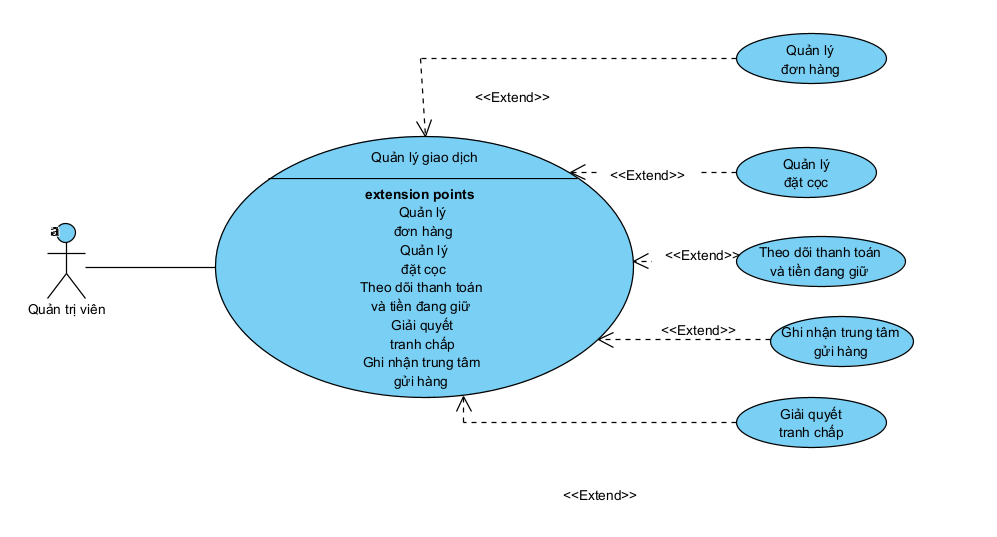 a
Quản trị viên
Quản lý giao dịch
extension points
Quản lý
đơn hàng
Quản lý
đặt cọc
Theo dõi thanh toán
và tiền đang giữ
Giải quyết
tranh chấp
Ghi nhận trung tâm
gửi hàng
<<Extend>>
Quản lý
đơn hàng
<<Extend>>
Quản lý
đặt cọc
<<Extend>>
Theo dõi thanh toán
và tiền đang giữ
<<Extend>>
Ghi nhận trung tâm
gửi hàng
Giải quyết
tranh chấp
<<Extend>>